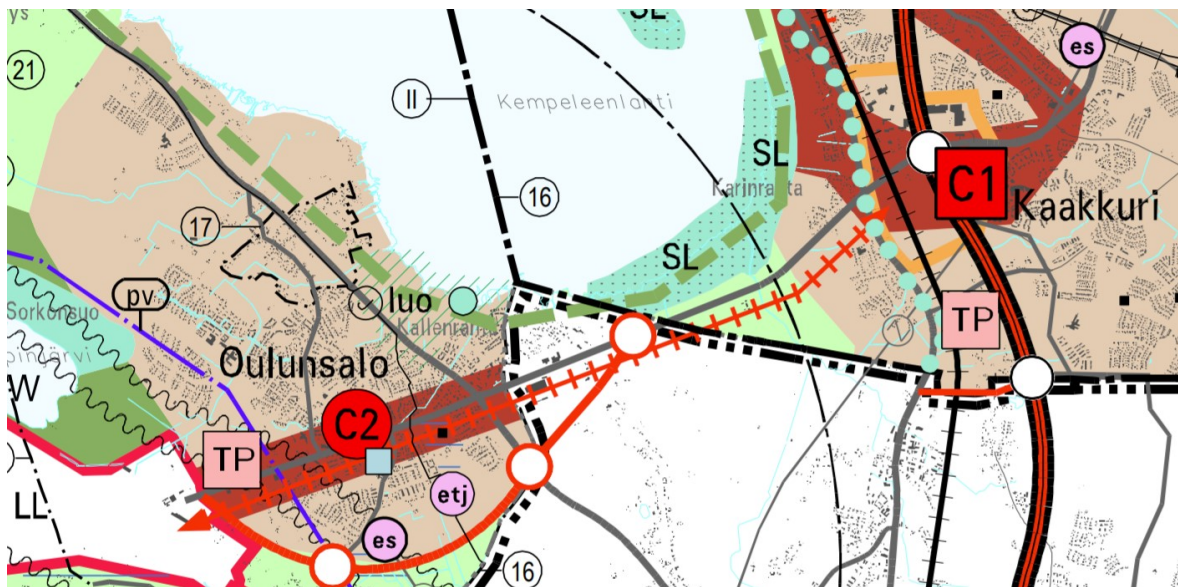 ys
SL
es
21
II
Kempeleenlahti
SL
C1
16
Karinranta
Kaakkuri
17
SL
pv
luo
Sorkonsuo
Kallenranta
TP
Oulunsalo
W
C2
TP
LL
etj
es
16